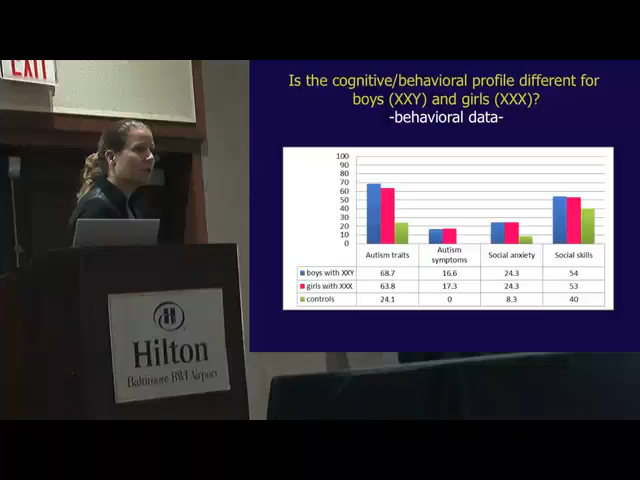 EXIT
Is the cognitive/behavioral profile different for
boys (XXY) and girls (XXX)?
-behavioral data-
100
90
80
70
60
50
40
30
20
10
0
Autism traits Autism symptoms Social anxiety Social skills
boys with XXY 68.7 16.6 24.3 54
girls with XXX 63.8 17.3 24.3 53
controls 24.1 0 8.3 40
H
Hilton
Baltimore BWI Airport